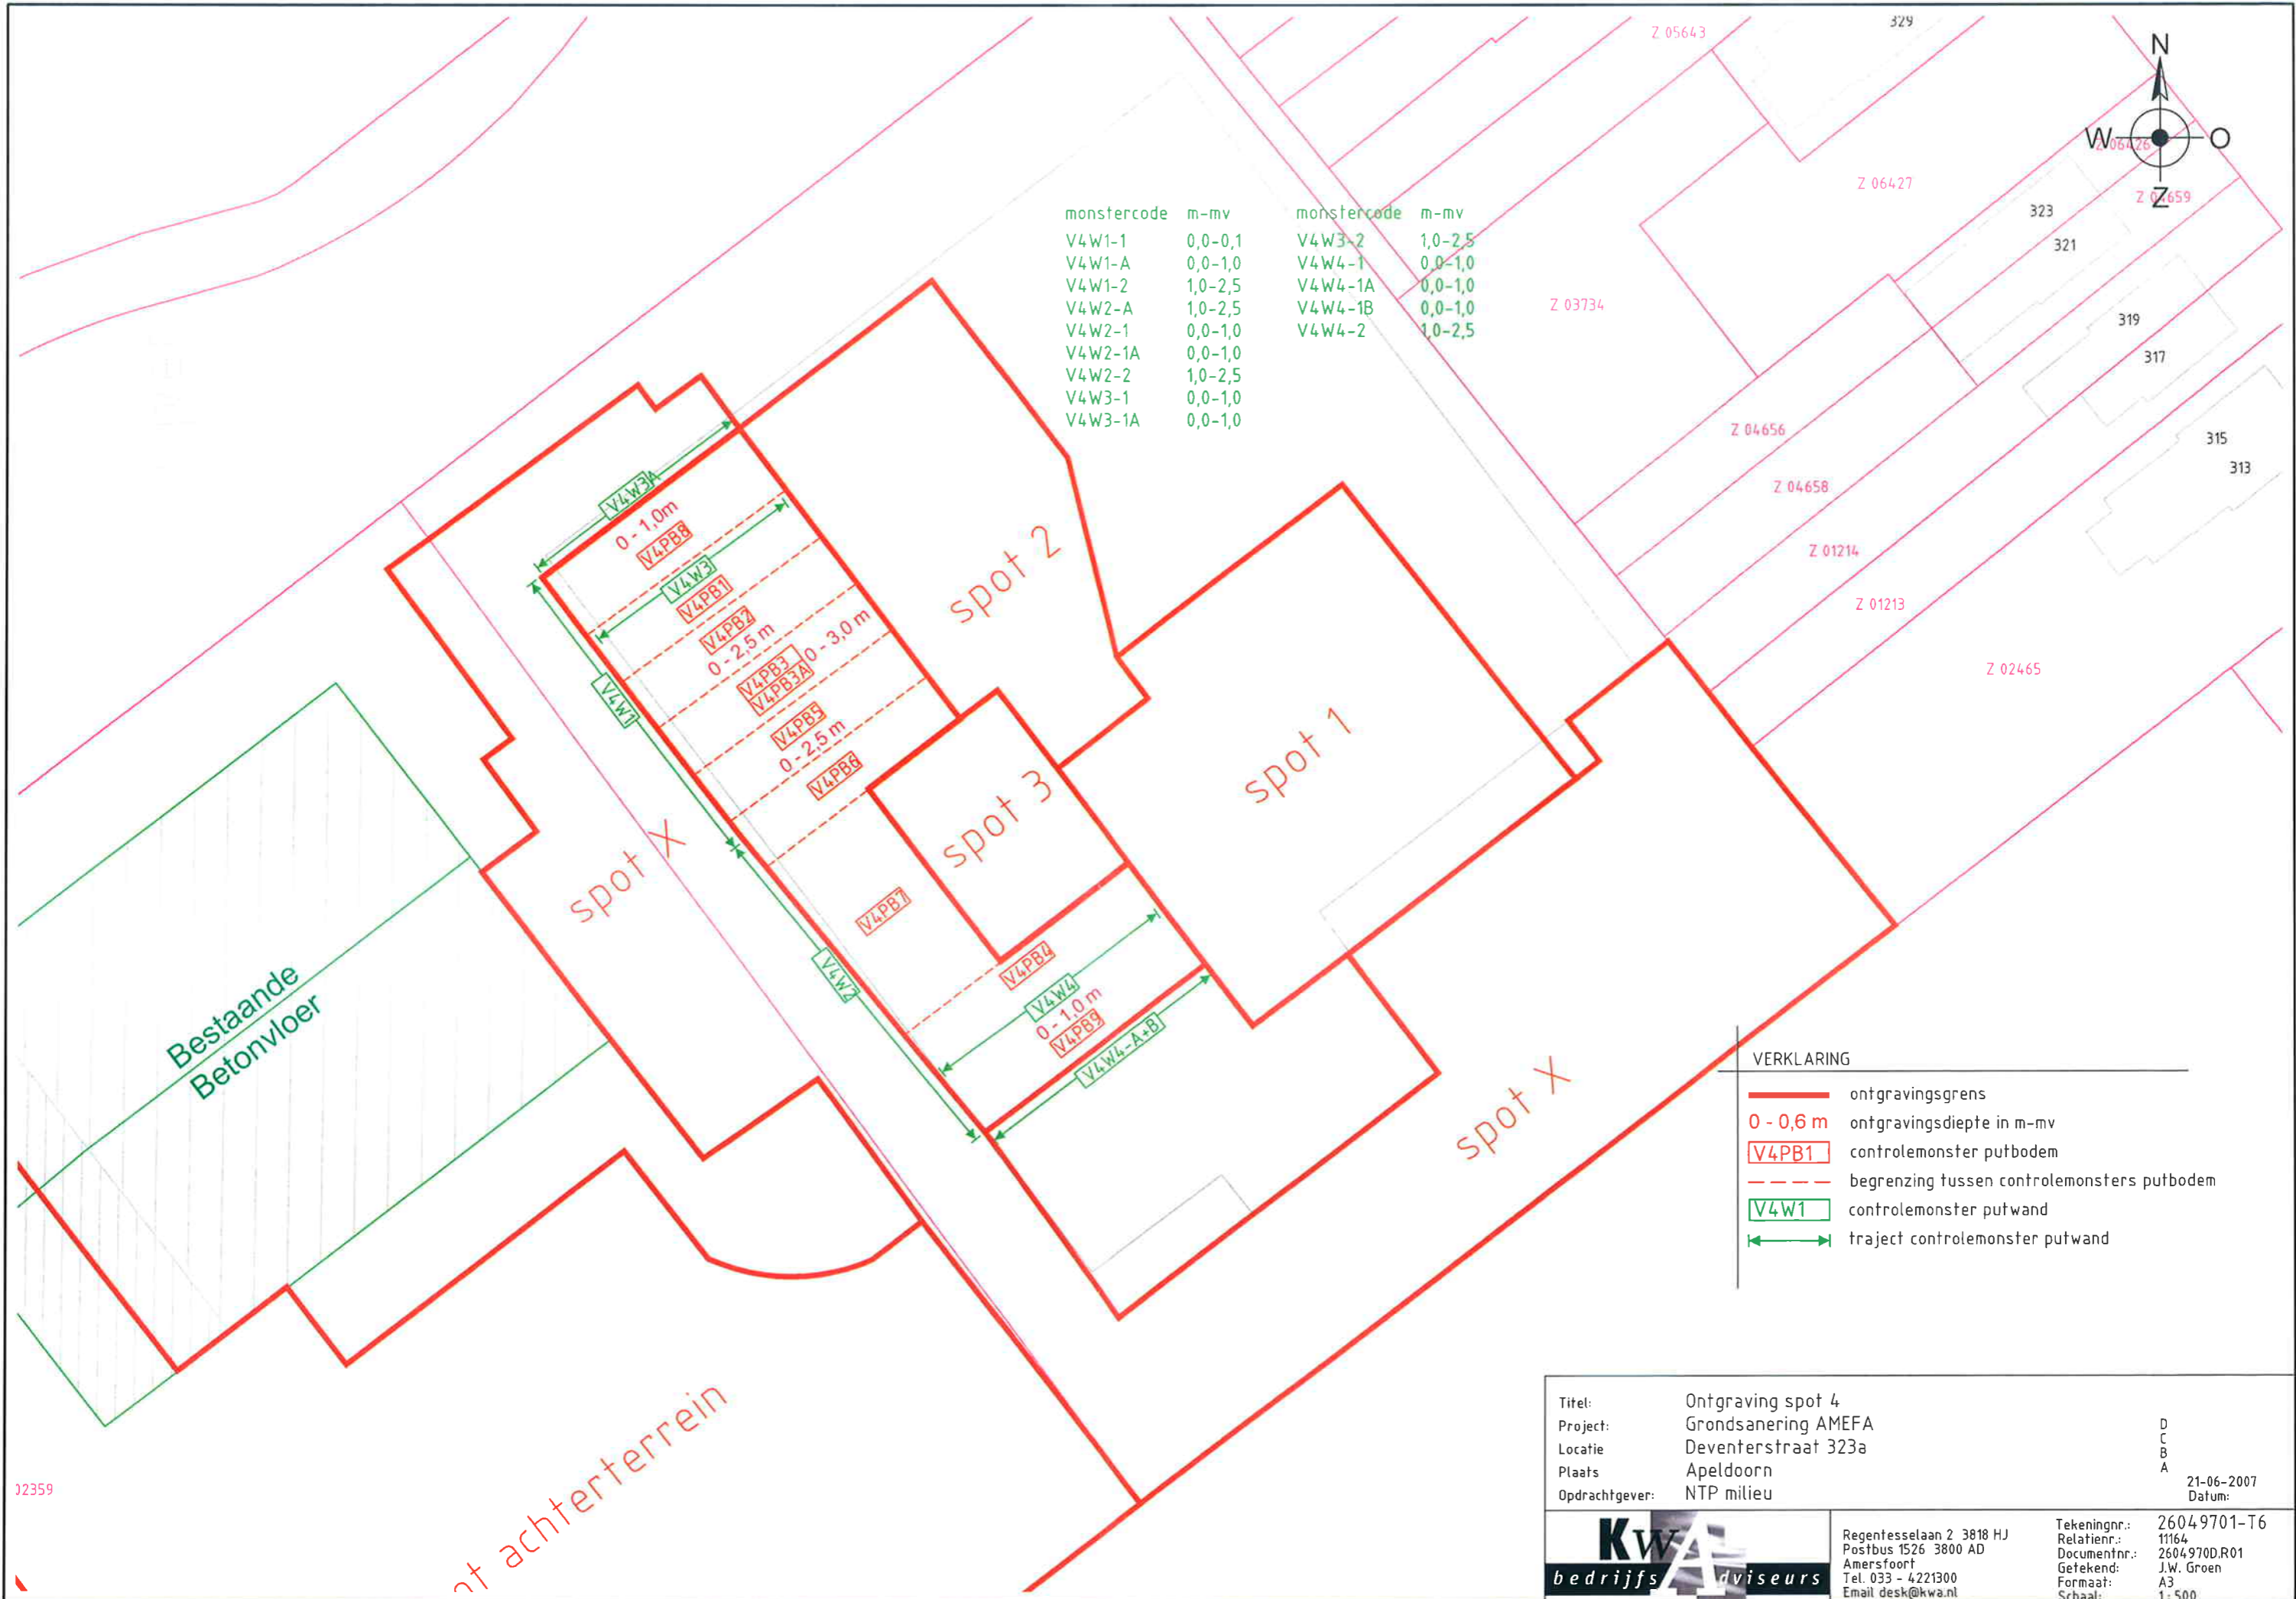 329
Z 05643
N
W
O
Z
Z 06426
Z 04659
Z 06427
323
321
319
317
315
313
Z 03734
Z 04656
Z 04658
Z 01214
Z 01213
Z 02465
monstercode m-mv
V4W1-1 0,0-0,1
V4W1-A 0,0-1,0
V4W1-2 1,0-2,5
V4W2-A 1,0-2,5
V4W2-1 0,0-1,0
V4W2-1A 0,0-1,0
V4W2-2 1,0-2,5
V4W3-1 0,0-1,0
V4W3-1A 0,0-1,0
monstercode m-mv
V4W3-2 1,0-2,5
V4W4-1 0,0-1,0
V4W4-1A 0,0-1,0
V4W4-1B 0,0-1,0
V4W4-2 1,0-2,5
V4W3A
0 - 1,0m
V4PB8
V4W3
V4PB1
V4PB2
0 - 2,5 m
V4PB3
0 - 3,0 m
V4PB3A
V4PB5
0 - 2,5 m
V4PB6
V4W1
V4PB7
V4W2
V4PB4
V4W4
0 - 1,0 m
V4PB9
V4W4-A+B
spot 2
spot 1
spot 3
spot X
spot X
Bestaande
Betonvloer
02359
ot achterterrein
VERKLARING
ontgravingsgrens
0 - 0,6 m ontgravingsdiepte in m-mv
V4PB1 controlemonster putbodem
begrenzing tussen controlemonsters putbodem
V4W1 controlemonster putwand
traject controlemonster putwand
Titel: Ontgraving spot 4
Project: Grondsanering AMEFA
Locatie Deventerstraat 323a
Plaats Apeldoorn
Opdrachtgever: NTP milieu
D
C
B
A
21-06-2007
Datum:
KWA
bedrijfsadviseurs
Regentesselaan 2 3818 HJ
Postbus 1526 3800 AD
Amersfoort
Tel. 033 - 4221300
Email desk@kwa.nl
Tekeningnr.: 26049701-T6
Relatienr.: 11164
Documentnr.: 2604970D.R01
Getekend: J.W. Groen
Formaat: A3
Schaal: 1: 500